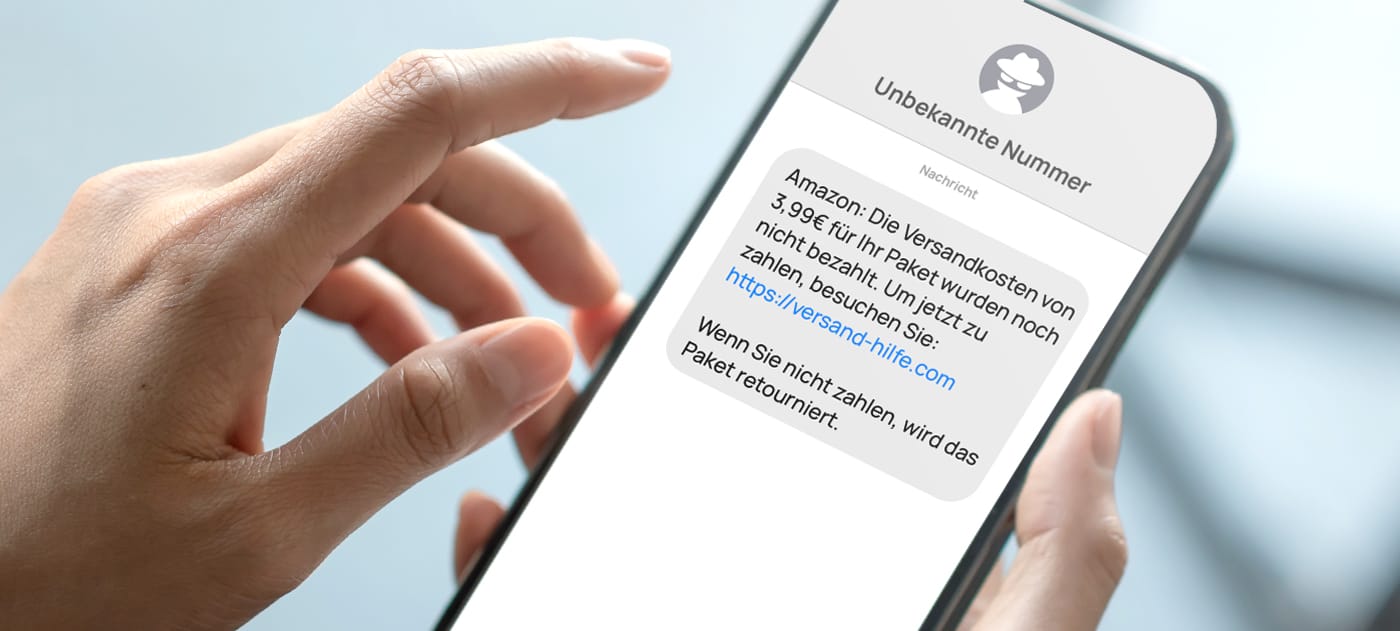 Unbekannte Nummer
Nachricht
Amazon: Die Versandkosten von
3,99€ für Ihr Paket wurden noch
nicht bezahlt. Um jetzt zu
zahlen, besuchen Sie:
https://versand-hilfe.com
Wenn Sie nicht zahlen, wird das
Paket retourniert.